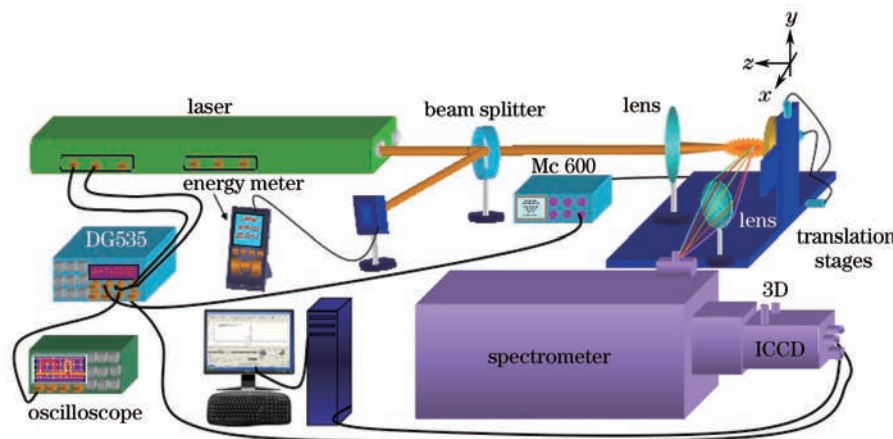 y
z
x
laser
beam splitter
lens
energy meter
Mc 600
DG535
lens
translation
stages
3D
spectrometer
ICCD
oscilloscope